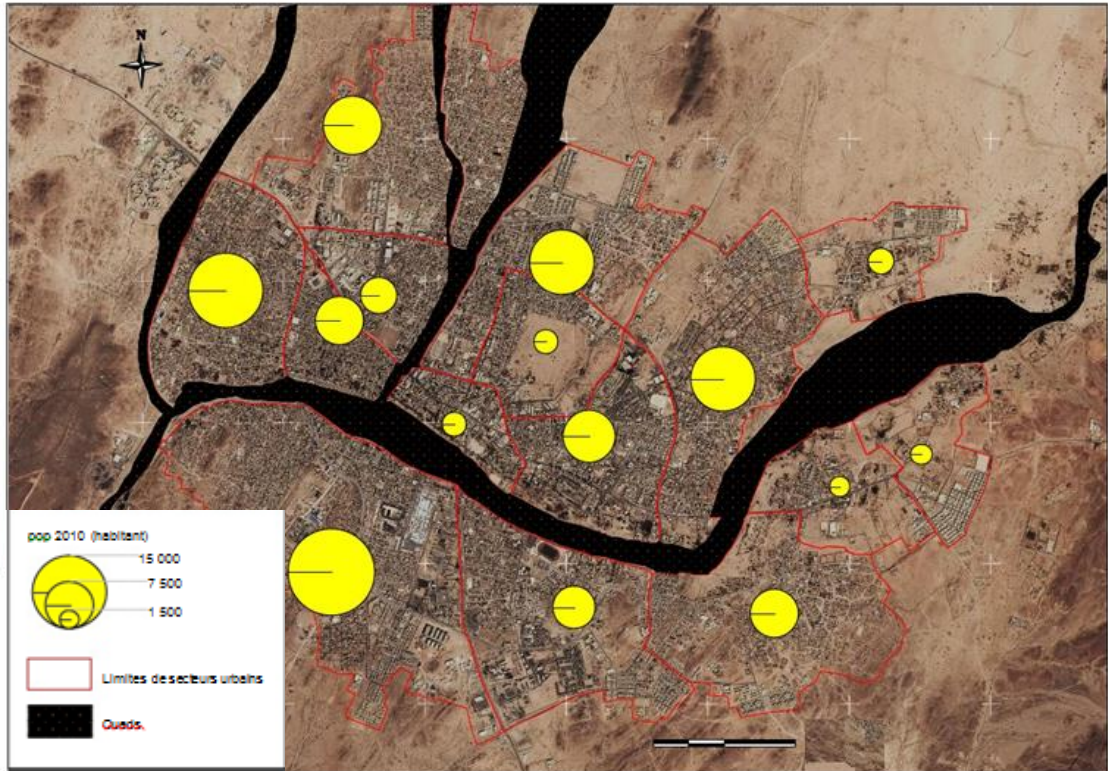 N
pop 2010 (habitant)
15 000
7 500
1 500
Limites de secteurs urbains
Ouads.